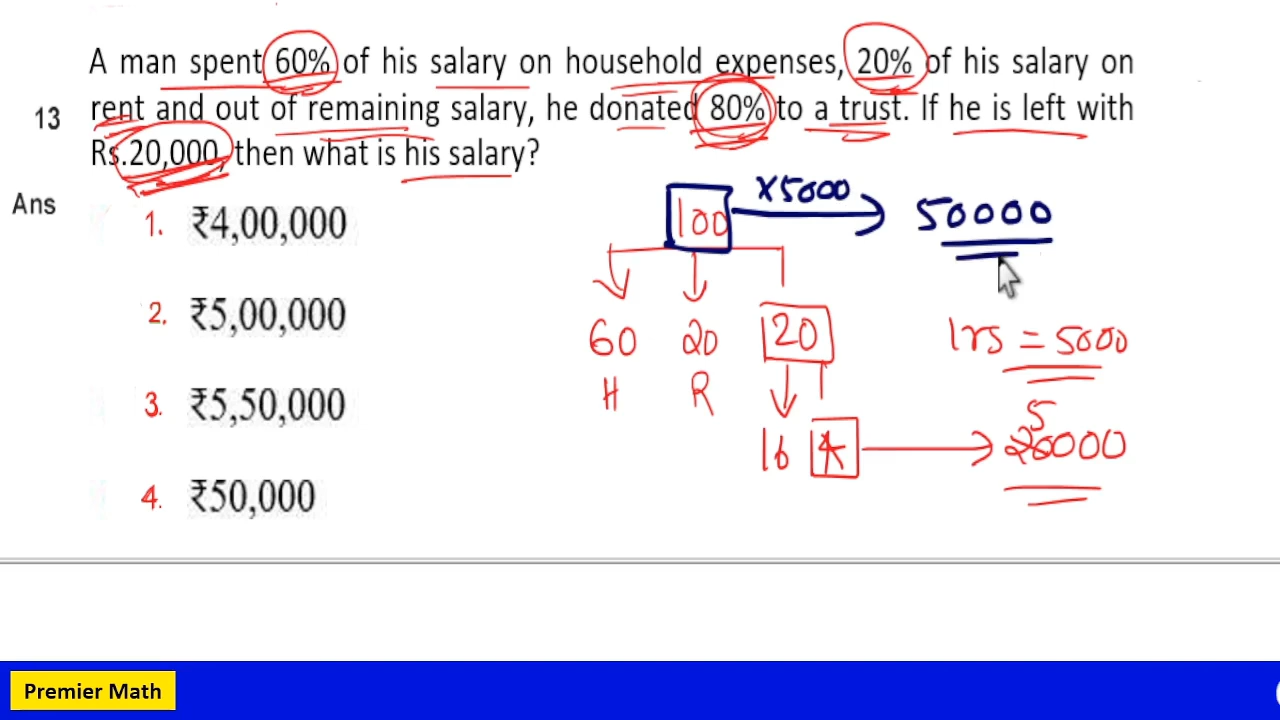 A man spent 60% of his salary on household expenses, 20% of his salary on
13 rent and out of remaining salary, he donated 80% to a trust. If he is left with
Rs.20,000, then what is his salary?
Ans
1. ₹4,00,000
2. ₹5,00,000
3. ₹5,50,000
4. ₹50,000
100 x5000 50000
60 20 20
1rs = 5000
H R
5
16 4 20000
Premier Math